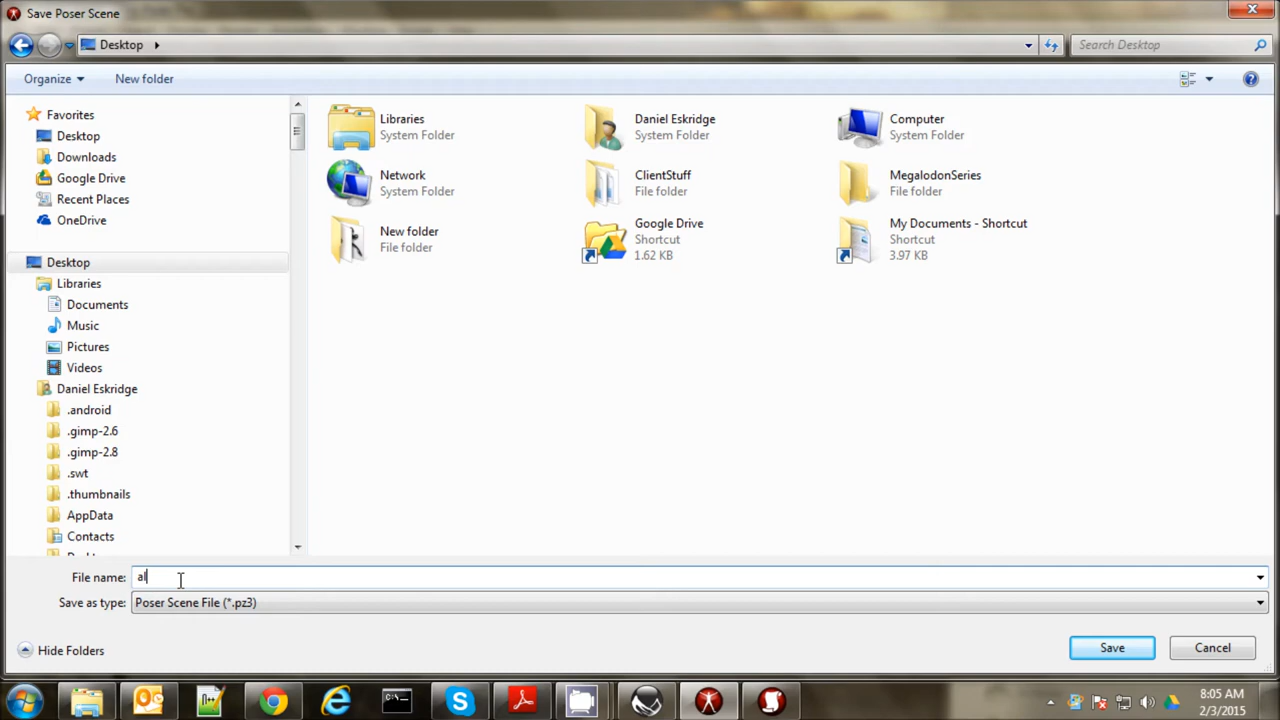 Save Poser Scene
Desktop
Search Desktop
Organize
New folder
Favorites
Desktop
Downloads
Google Drive
Recent Places
OneDrive
Desktop
Libraries
Documents
Music
Pictures
Videos
Daniel Eskridge
.android
.gimp-2.6
.gimp-2.8
.swt
.thumbnails
AppData
Contacts
Libraries
System Folder
Daniel Eskridge
System Folder
Computer
System Folder
Network
System Folder
ClientStuff
File folder
MegalodonSeries
File folder
New folder
File folder
Google Drive
Shortcut
1.62 KB
My Documents - Shortcut
Shortcut
3.97 KB
File name:
al
Save as type:
Poser Scene File (*.pz3)
Hide Folders
Save
Cancel
8:05 AM
2/3/2015